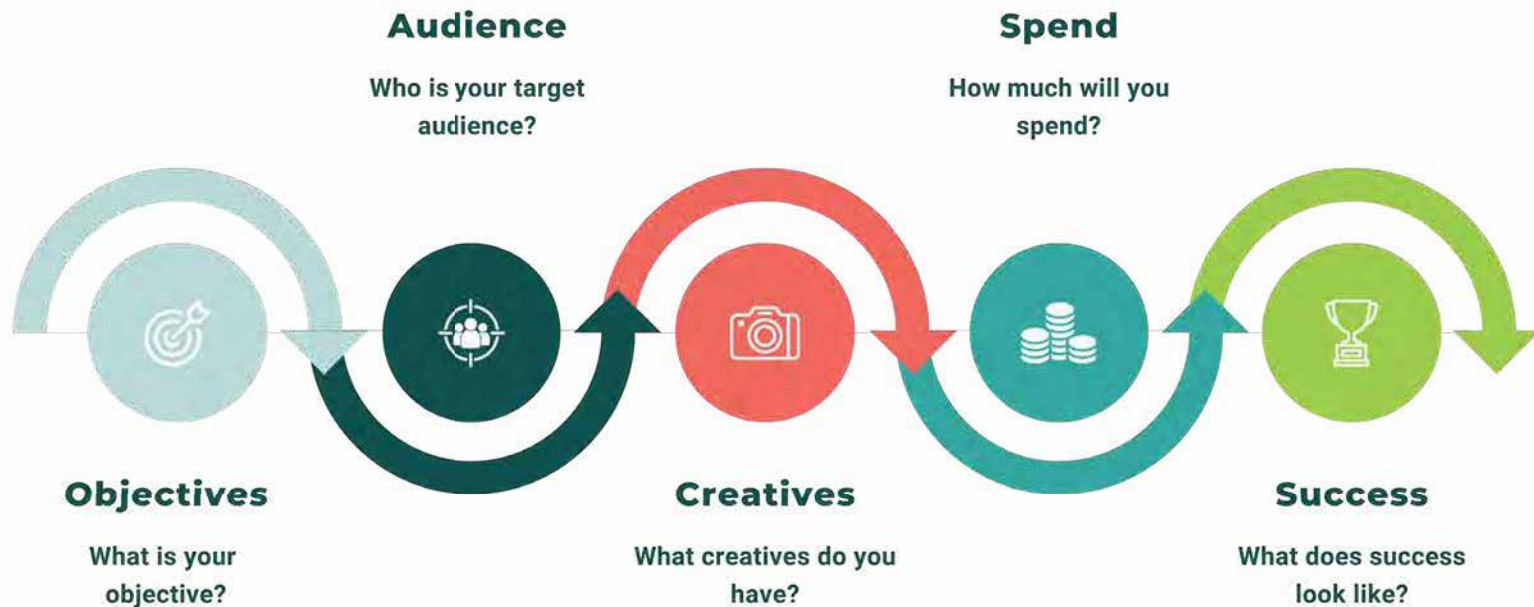 Audience
Who is your target
audience?
Spend
How much will you
spend?
Objectives
What is your
objective?
Creatives
What creatives do you
have?
Success
What does success
look like?